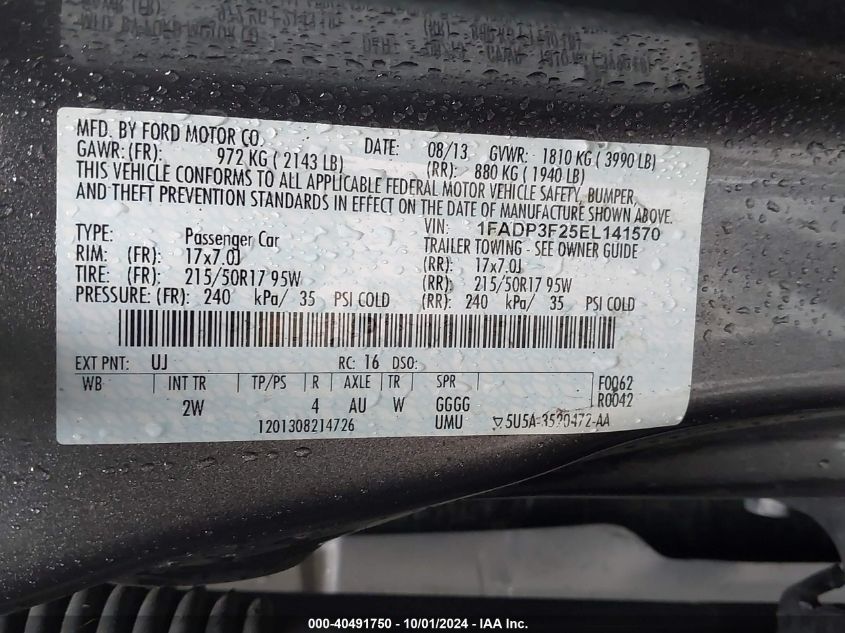 MFD. BY FORD MOTOR CO.
DATE: 08/13 GVWR: 1810 KG ( 3990 LB)
GAWR: (FR): 972 KG ( 2143 LB) (RR): 880 KG ( 1940 LB)
THIS VEHICLE CONFORMS TO ALL APPLICABLE FEDERAL MOTOR VEHICLE SAFETY, BUMPER,
AND THEFT PREVENTION STANDARDS IN EFFECT ON THE DATE OF MANUFACTURE SHOWN ABOVE.
VIN: 1FADP3F25EL141570
TYPE: Passenger Car TRAILER TOWING - SEE OWNER GUIDE
RIM: (FR): 17x7.0J (RR): 17x7.0J
TIRE: (FR): 215/50R17 95W (RR): 215/50R17 95W
PRESSURE: (FR): 240 kPa/ 35 PSI COLD (RR): 240 kPa/ 35 PSI COLD
EXT PNT: UJ RC: 16 DSO:
WB INT TR TP/PS R AXLE TR SPR F0062
2W 4 AU W GGGG R0042
1201308214726 UMU ▽5U5A-3520472-AA
000-40491750 - 10/01/2024 - IAA Inc.